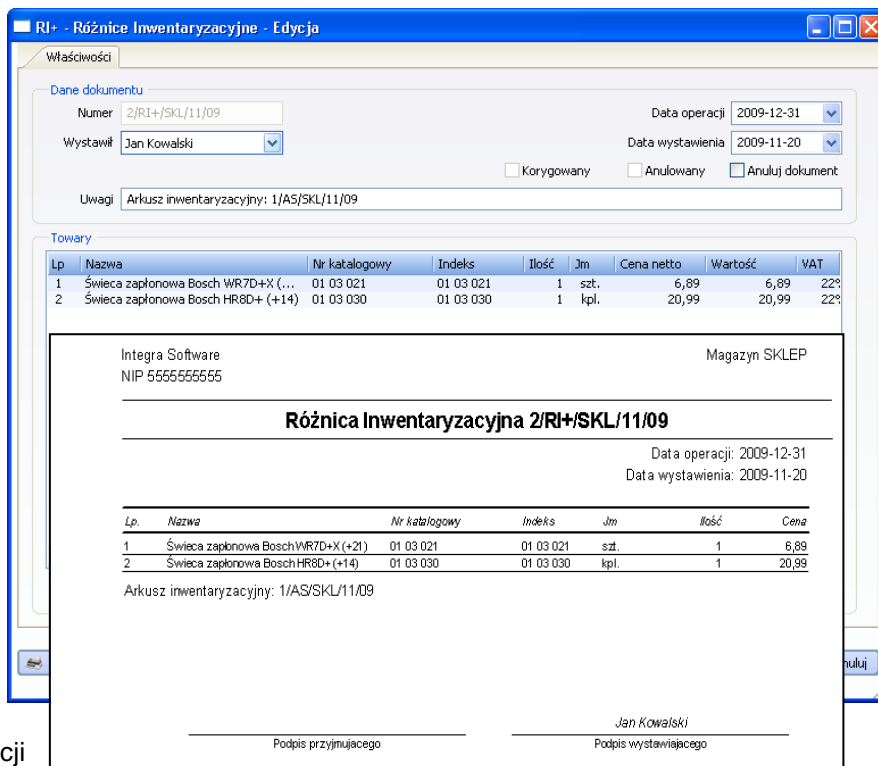 RI+ - Różnice Inwentaryzacyjne - Edycja
Właściwości
Dane dokumentu
Numer 2/RI+/SKL/11/09 Data operacji 2009-12-31
Wystawił Jan Kowalski Data wystawienia 2009-11-20
Korygowany Anulowany Anuluj dokument
Uwagi Arkusz inwentaryzacyjny: 1/AS/SKL/11/09
Towary
Lp Nazwa Nr katalogowy Indeks Ilość Jm Cena netto Wartość VAT
1 Świeca zapłonowa Bosch WR7D+X (... 01 03 021 01 03 021 1 szt. 6,89 6,89 22%
2 Świeca zapłonowa Bosch HR8D+ (+14) 01 03 030 01 03 030 1 kpl. 20,99 20,99 22%
Integra Software Magazyn SKLEP
NIP 5555555555
Różnica Inwentaryzacyjna 2/RI+/SKL/11/09
Data operacji: 2009-12-31
Data wystawienia: 2009-11-20
Lp. Nazwa Nr katalogowy Indeks Jm Ilość Cena
1 Świeca zapłonowa Bosch WR7D+X (+21) 01 03 021 01 03 021 szt. 1 6,89
2 Świeca zapłonowa Bosch HR8D+ (+14) 01 03 030 01 03 030 kpl. 1 20,99
Arkusz inwentaryzacyjny: 1/AS/SKL/11/09
nuluj
Jan Kowalski
Podpis przyjmujacego Podpis wystawiajacego
cji